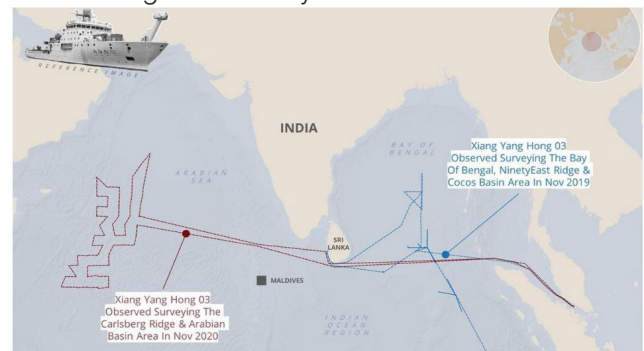 REFERENCE IMAGE
INDIA
ARABIAN
SEA
BAY OF
BENGAL
Xiang Yang Hong 03
Observed Surveying The Bay
Of Bengal, NinetyEast Ridge &
Cocos Basin Area In Nov 2019
SRI
LANKA
MALDIVES
Xiang Yang Hong 03
Observed Surveying The
Carlsberg Ridge & Arabian
Basin Area In Nov 2020
INDIAN
OCEAN
REGION